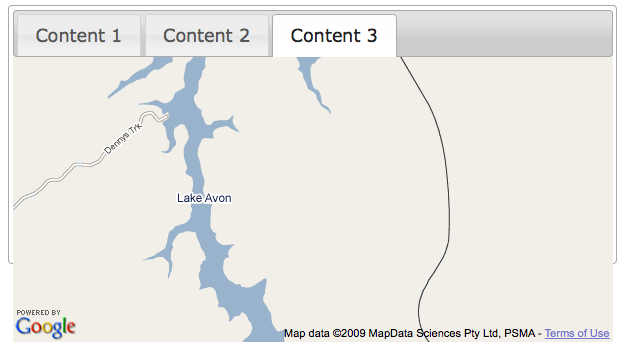 Content 1 Content 2 Content 3
Dennys Trk
Lake Avon
POWERED BY
Google
Map data ©2009 MapData Sciences Pty Ltd, PSMA - Terms of Use